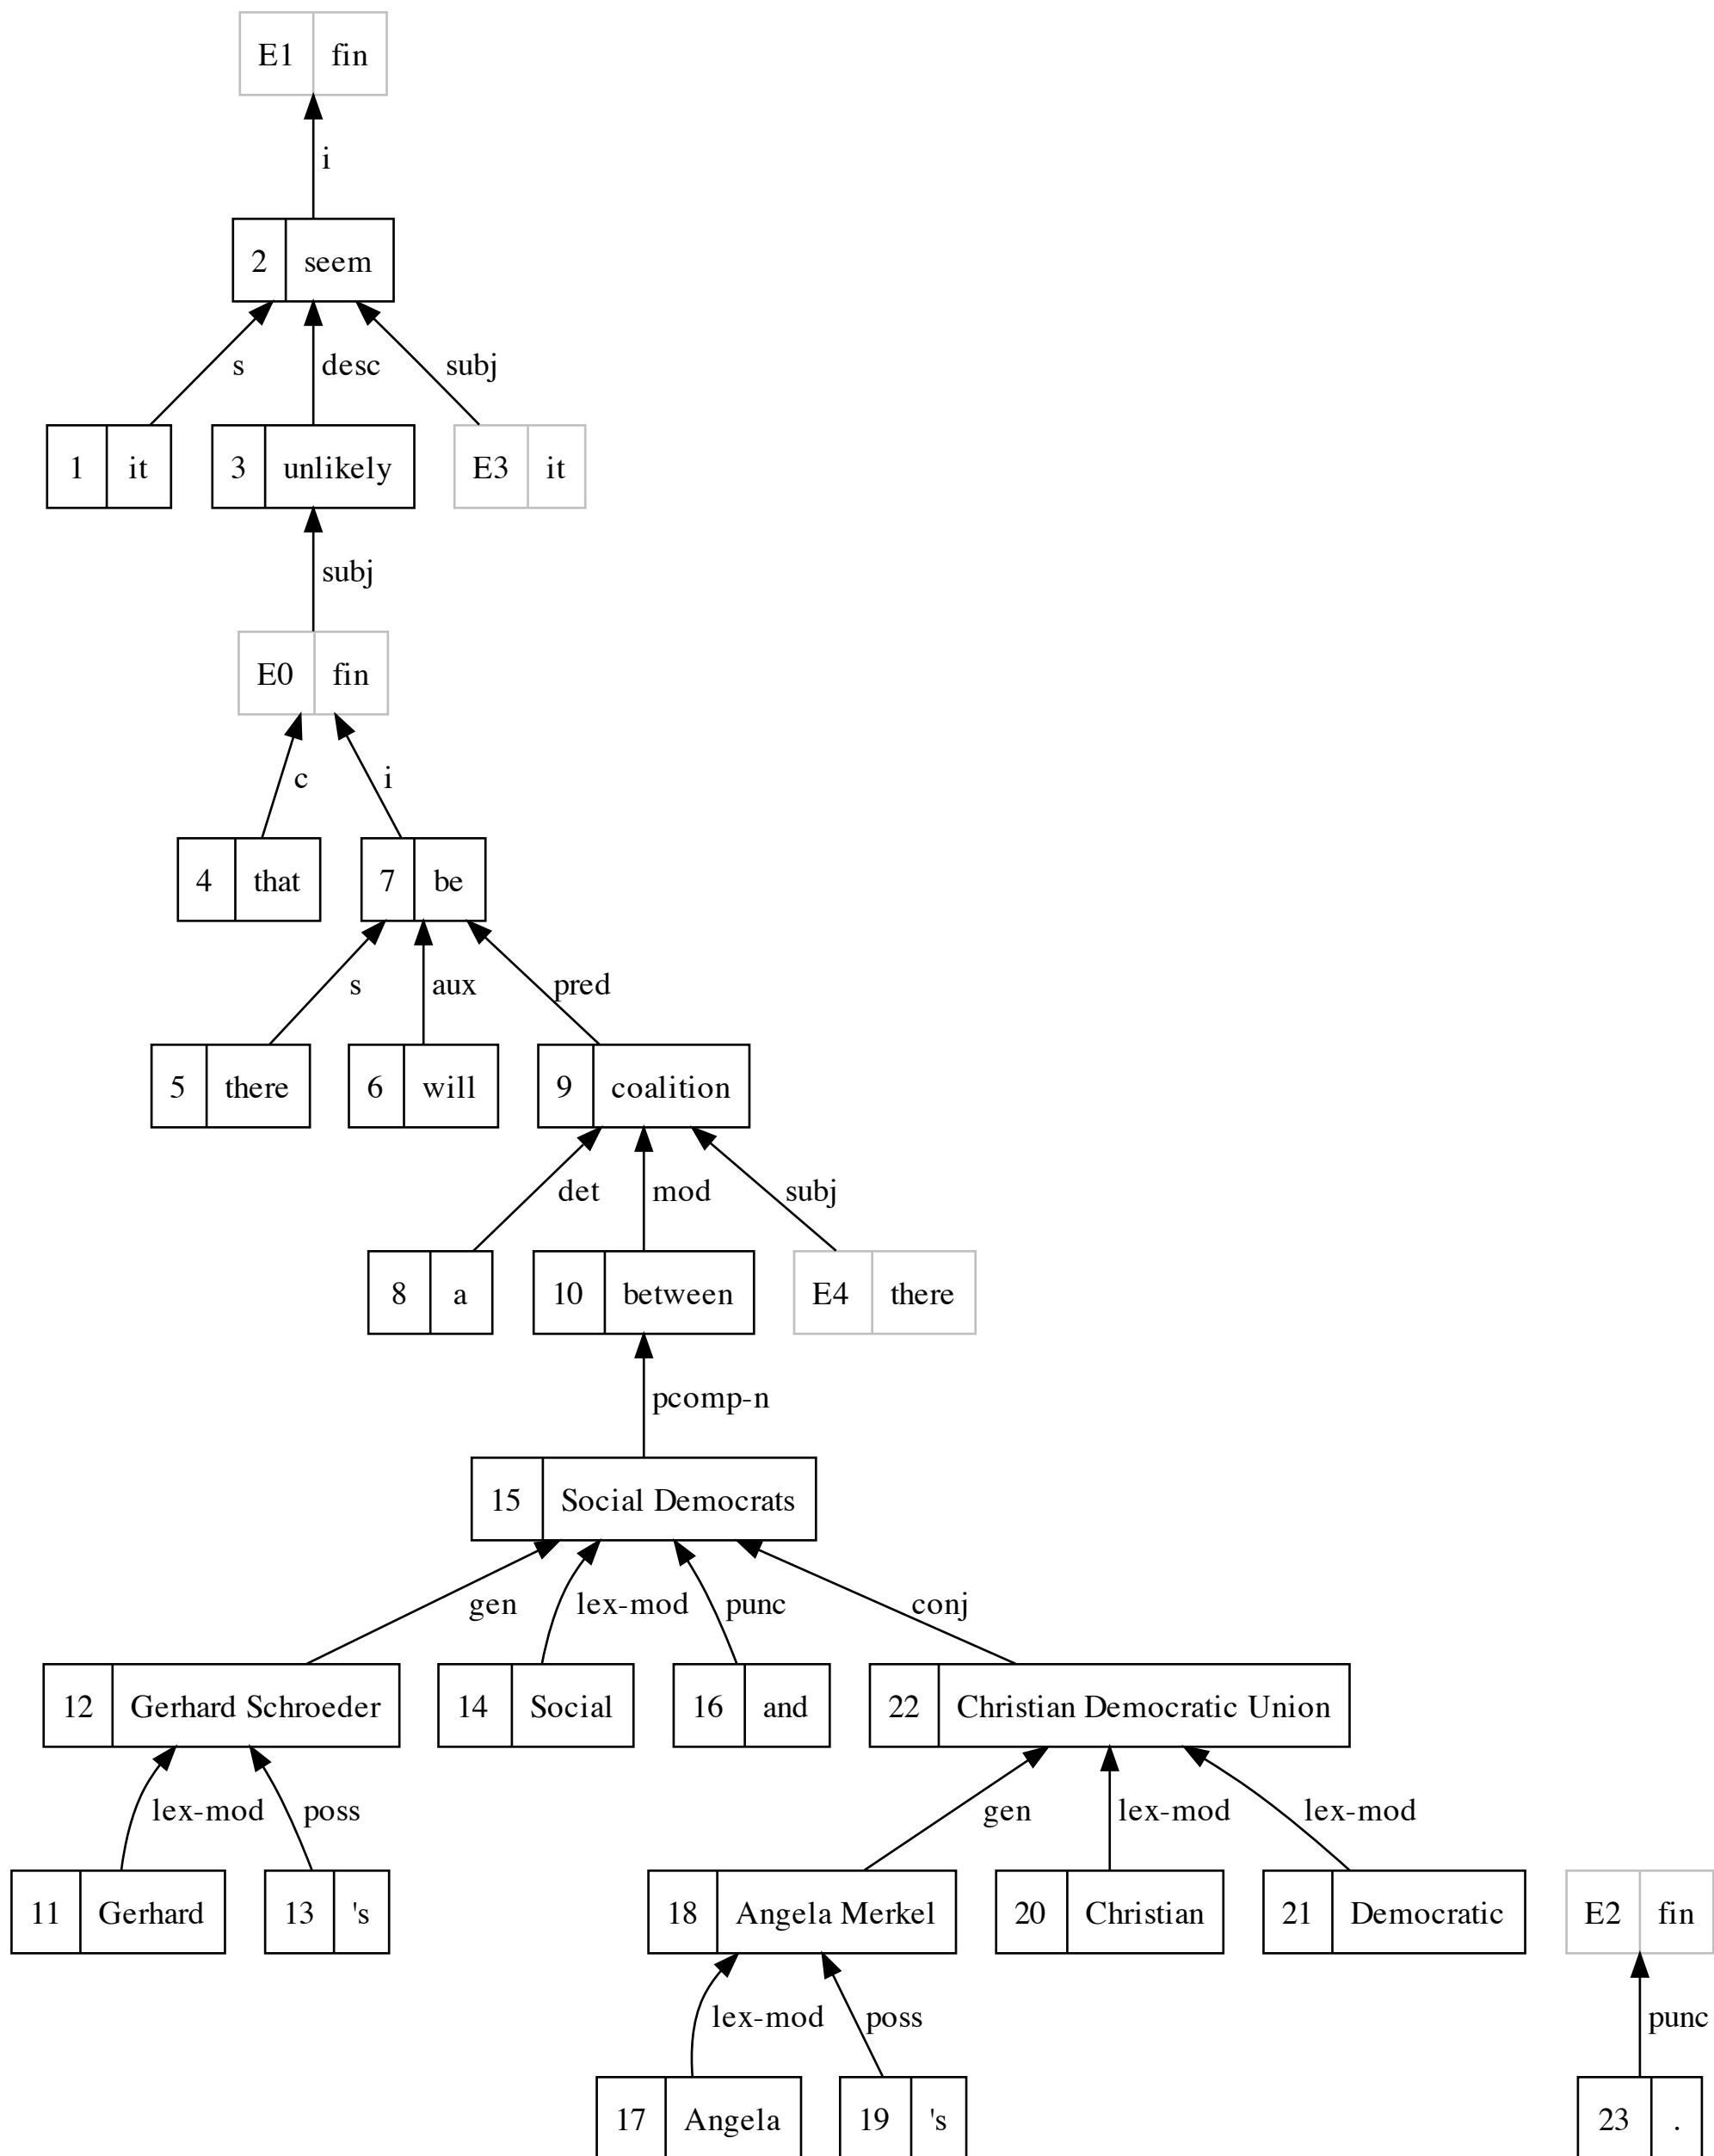 E1 fin
i
2 seem
s desc subj
1 it 3 unlikely E3 it
subj
E0 fin
c i
4 that 7 be
s aux pred
5 there 6 will 9 coalition
det mod subj
8 a 10 between E4 there
pcomp-n
15 Social Democrats
gen lex-mod punc conj
12 Gerhard Schroeder 14 Social 16 and 22 Christian Democratic Union
lex-mod poss gen lex-mod lex-mod
11 Gerhard 13 's 18 Angela Merkel 20 Christian 21 Democratic E2 fin
lex-mod poss punc
17 Angela 19 's 23 .